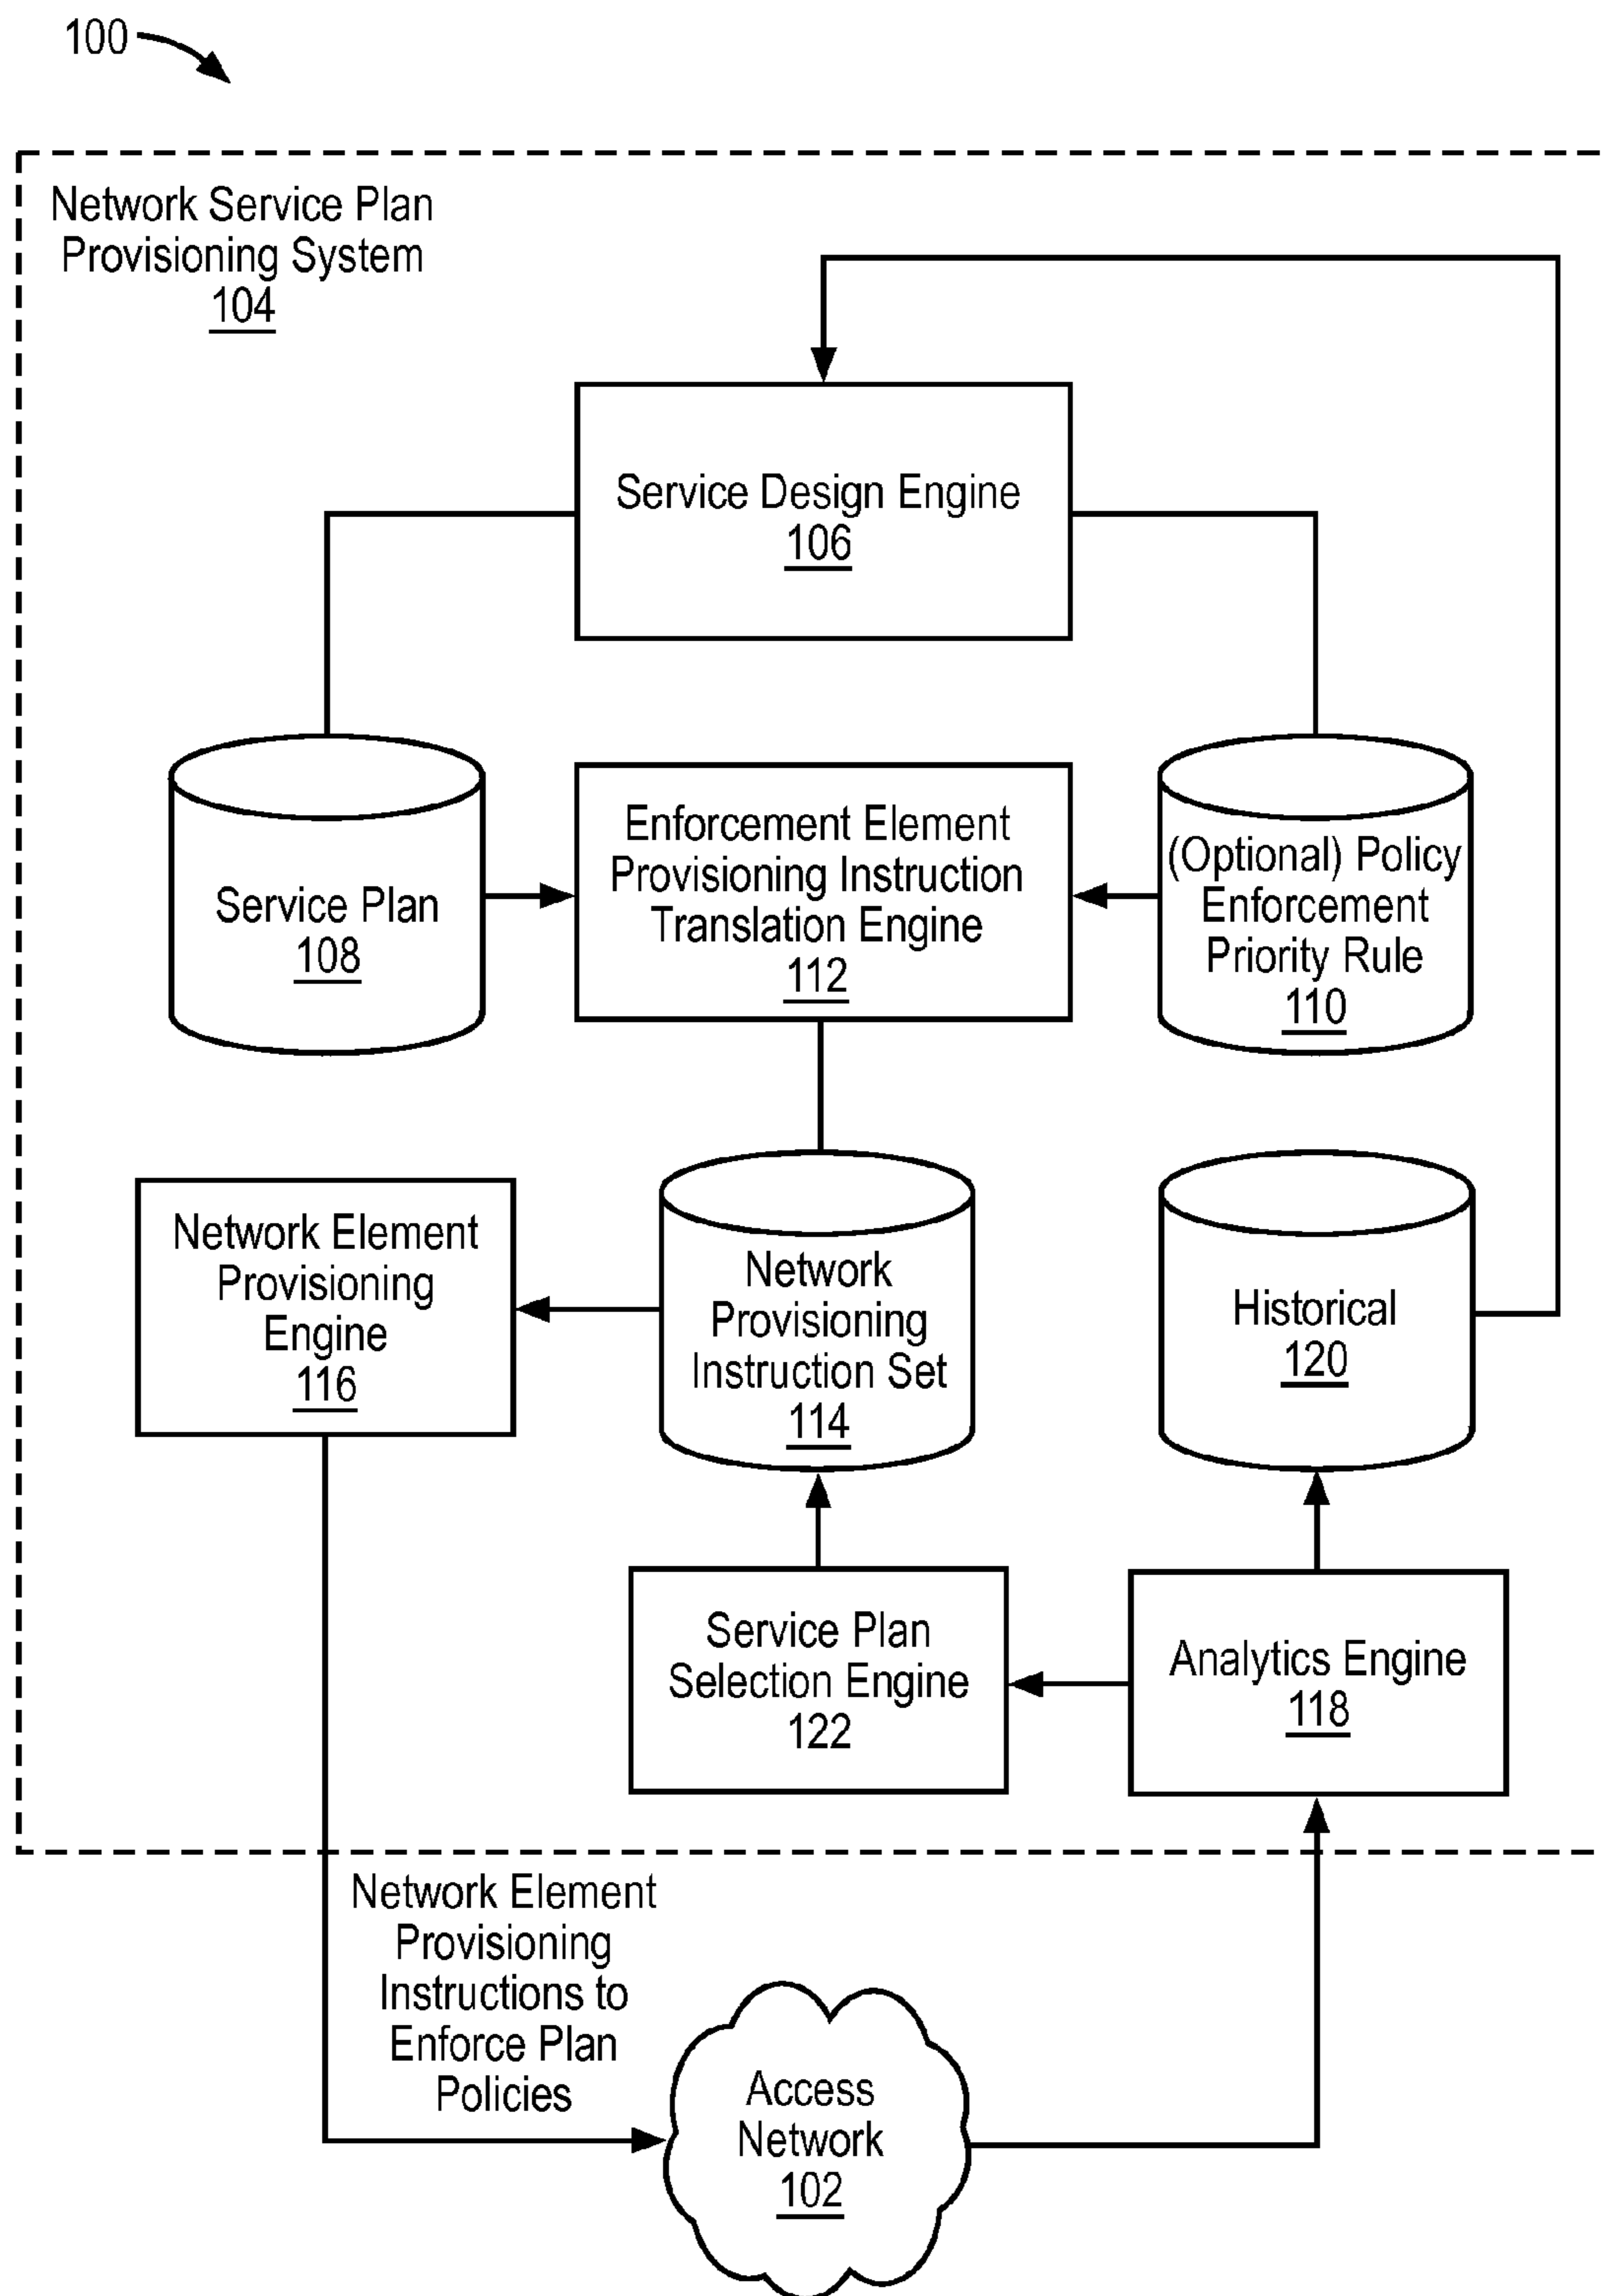 100
Network Service Plan
Provisioning System
104
Service Design Engine
106
Service Plan
108
Enforcement Element
Provisioning Instruction
Translation Engine
112
(Optional) Policy
Enforcement
Priority Rule
110
Network Element
Provisioning
Engine
116
Network
Provisioning
Instruction Set
114
Historical
120
Service Plan
Selection Engine
122
Analytics Engine
118
Network Element
Provisioning
Instructions to
Enforce Plan
Policies
Access
Network
102